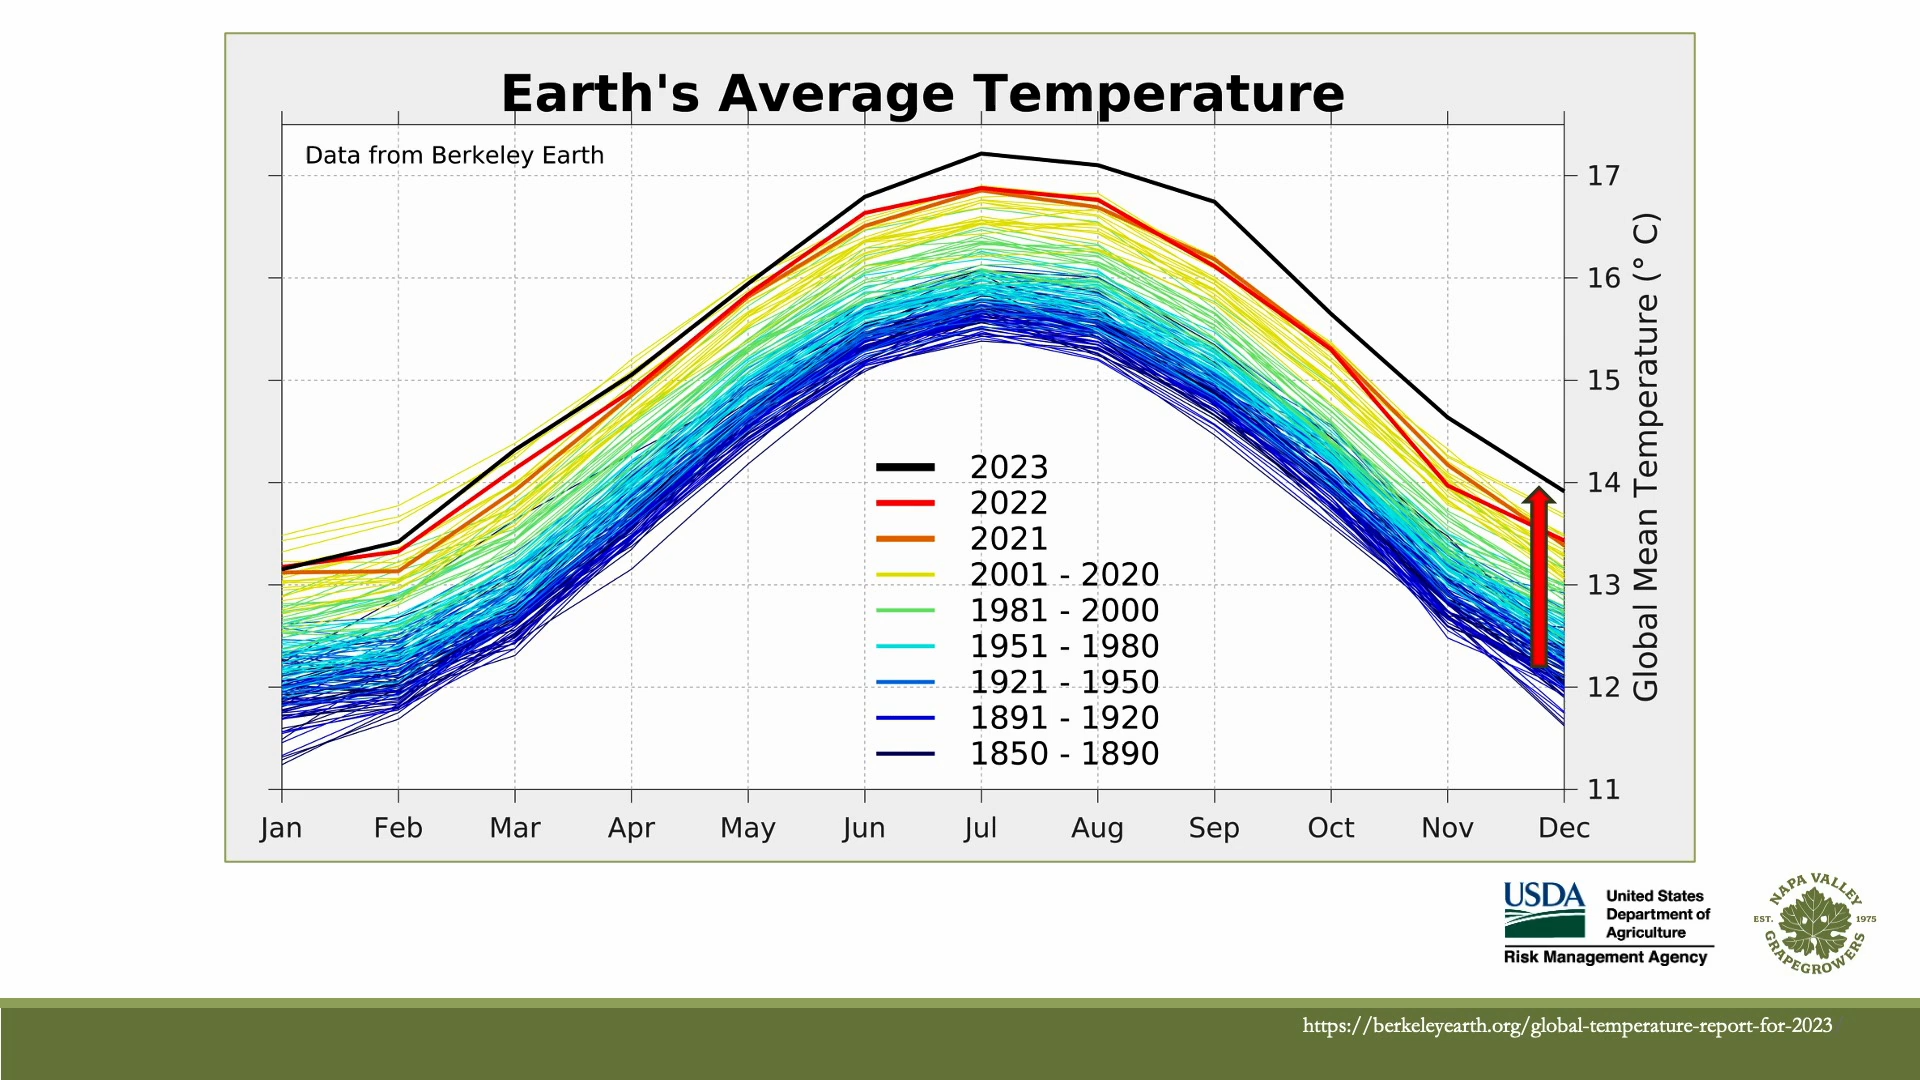 Earth's Average Temperature
Data from Berkeley Earth
17
16
15
14
13
12
11
Global Mean Temperature (° C)
2023
2022
2021
2001 - 2020
1981 - 2000
1951 - 1980
1921 - 1950
1891 - 1920
1850 - 1890
Jan Feb Mar Apr May Jun Jul Aug Sep Oct Nov Dec
USDA
United States
Department of
Agriculture
Risk Management Agency
NAPA VALLEY
EST. 1975
GRAPEGROWERS
https://berkeleyearth.org/global-temperature-report-for-2023